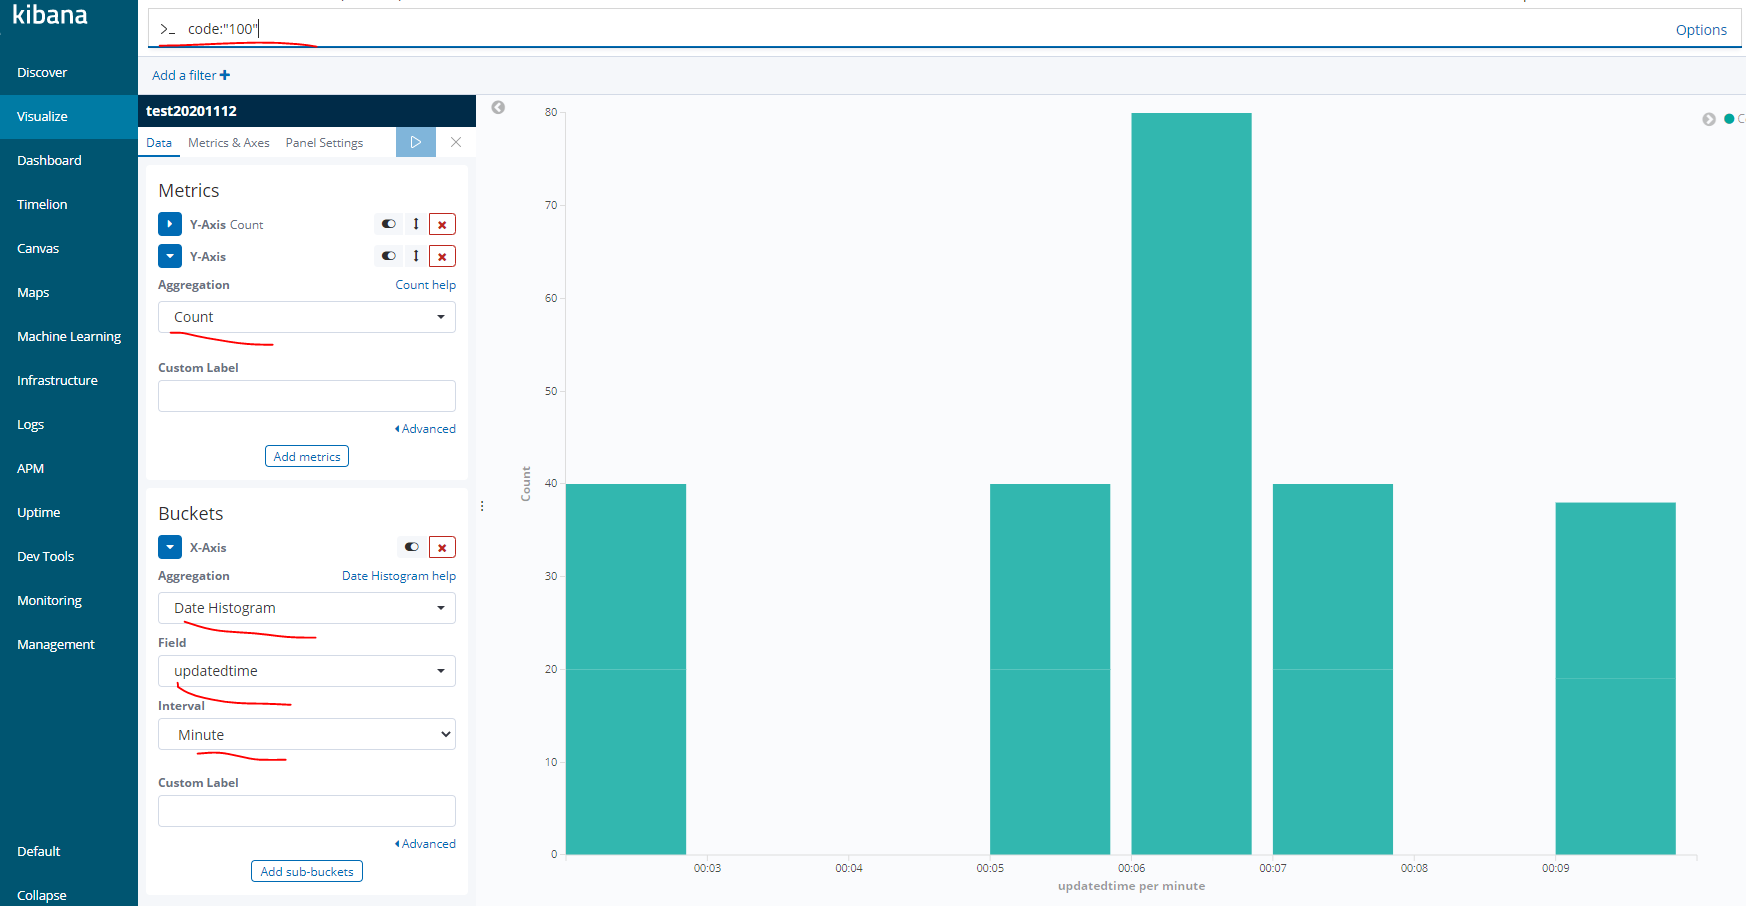 kibana
>_ code:"100"
Options
Discover
Visualize
Dashboard
Timelion
Canvas
Maps
Machine Learning
Infrastructure
Logs
APM
Uptime
Dev Tools
Monitoring
Management
Default
Collapse
Add a filter +
test20201112
Data Metrics & Axes Panel Settings
Metrics
Y-Axis Count
Y-Axis
Aggregation Count help
Count
Custom Label
Advanced
Add metrics
Buckets
X-Axis
Aggregation Date Histogram help
Date Histogram
Field
updatedtime
Interval
Minute
Custom Label
Advanced
Add sub-buckets
80
70
60
50
40
30
20
10
0
Count
00:03 00:04 00:05 00:06 00:07 00:08 00:09
updatedtime per minute
C